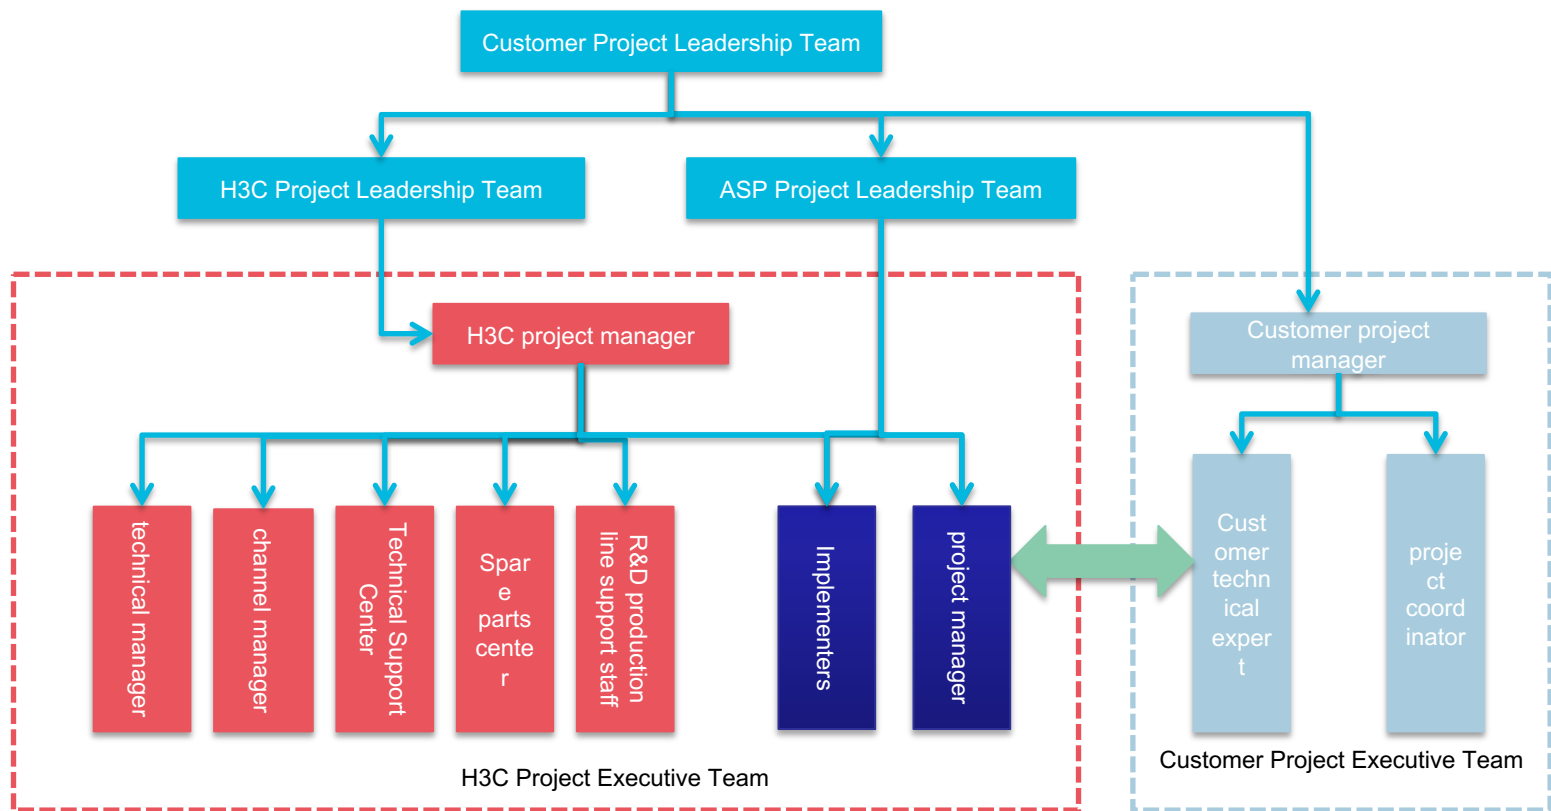 Customer Project Leadership Team
H3C Project Leadership Team
ASP Project Leadership Team
H3C project manager
Customer project
manager
technical manager
channel manager
Technical Support
Center
Spar
e
parts
cente
r
R&D production
line support staff
Implementers
project manager
Cust
omer
techn
ical
exper
t
proje
ct
coord
inator
H3C Project Executive Team
Customer Project Executive Team